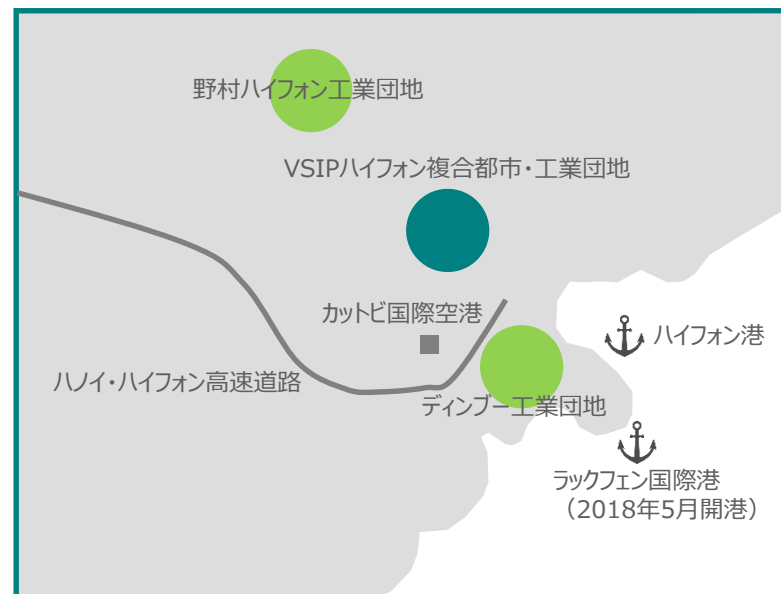 野村ハイフォン工業団地
VSIPハイフォン複合都市・工業団地
カットビ国際空港
ハイフォン港
ハノイ・ハイフォン高速道路
ディンブー工業団地
ラックフェン国際港
（2018年5月開港）